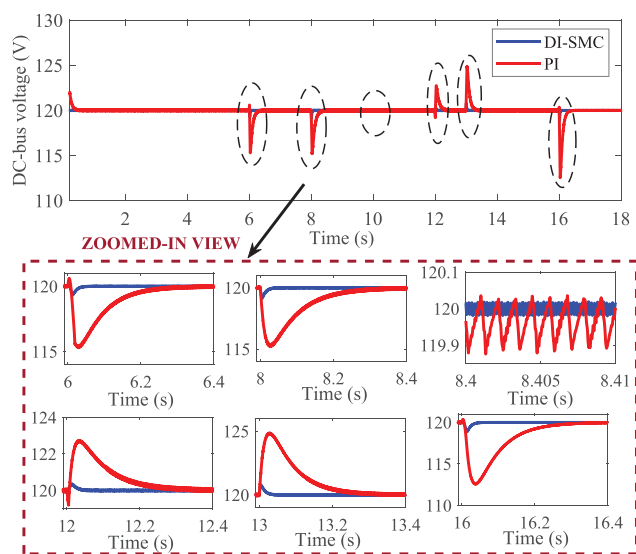 130
125
120
115
110
DC-bus voltage (V)
DI-SMC
PI
2 4 6 8 10 12 14 16 18
Time (s)
ZOOMED-IN VIEW
120
115
6 6.2 6.4
Time (s)
120
115
8 8.2 8.4
Time (s)
120.1
120
119.9
8.4 8.405 8.41
Time (s)
124
122
120
12 12.2 12.4
Time (s)
125
120
13 13.2 13.4
Time (s)
120
110
16 16.2 16.4
Time (s)